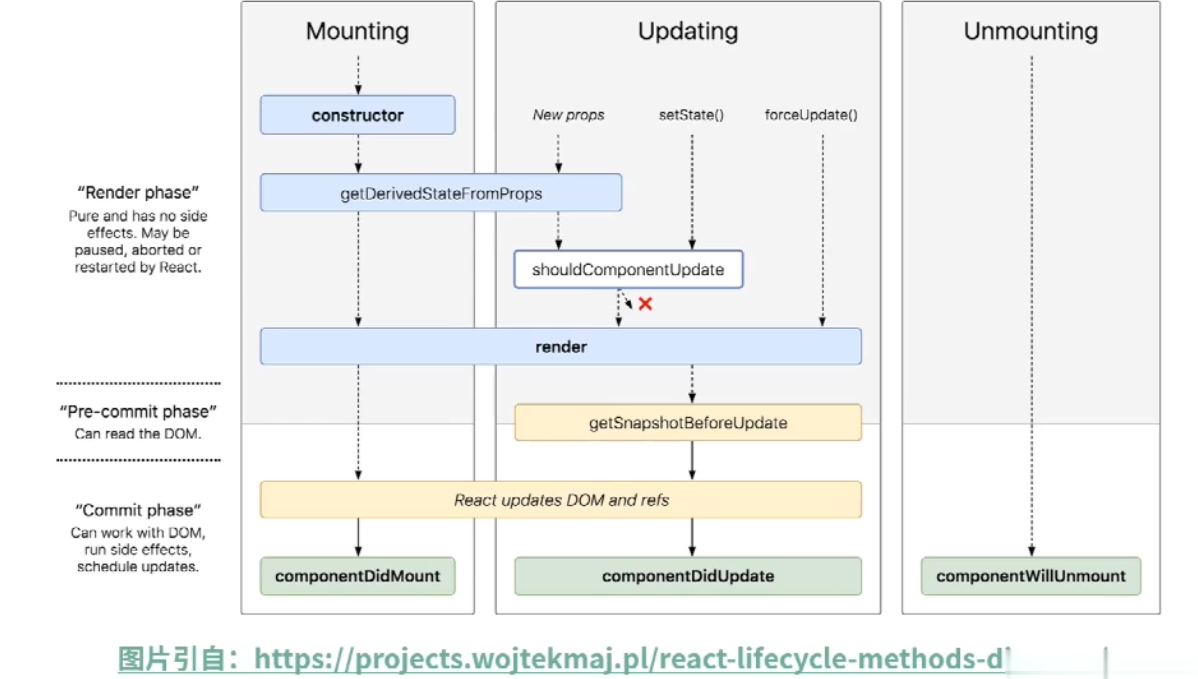 Mounting
Updating
Unmounting
constructor
New props
setState()
forceUpdate()
getDerivedStateFromProps
“Render phase”
Pure and has no side
effects. May be
paused, aborted or
restarted by React.
shouldComponentUpdate
render
“Pre-commit phase”
Can read the DOM.
getSnapshotBeforeUpdate
React updates DOM and refs
“Commit phase”
Can work with DOM,
run side effects,
schedule updates.
componentDidMount
componentDidUpdate
componentWillUnmount
图片引自：https://projects.wojtekmaj.pl/react-lifecycle-methods-d